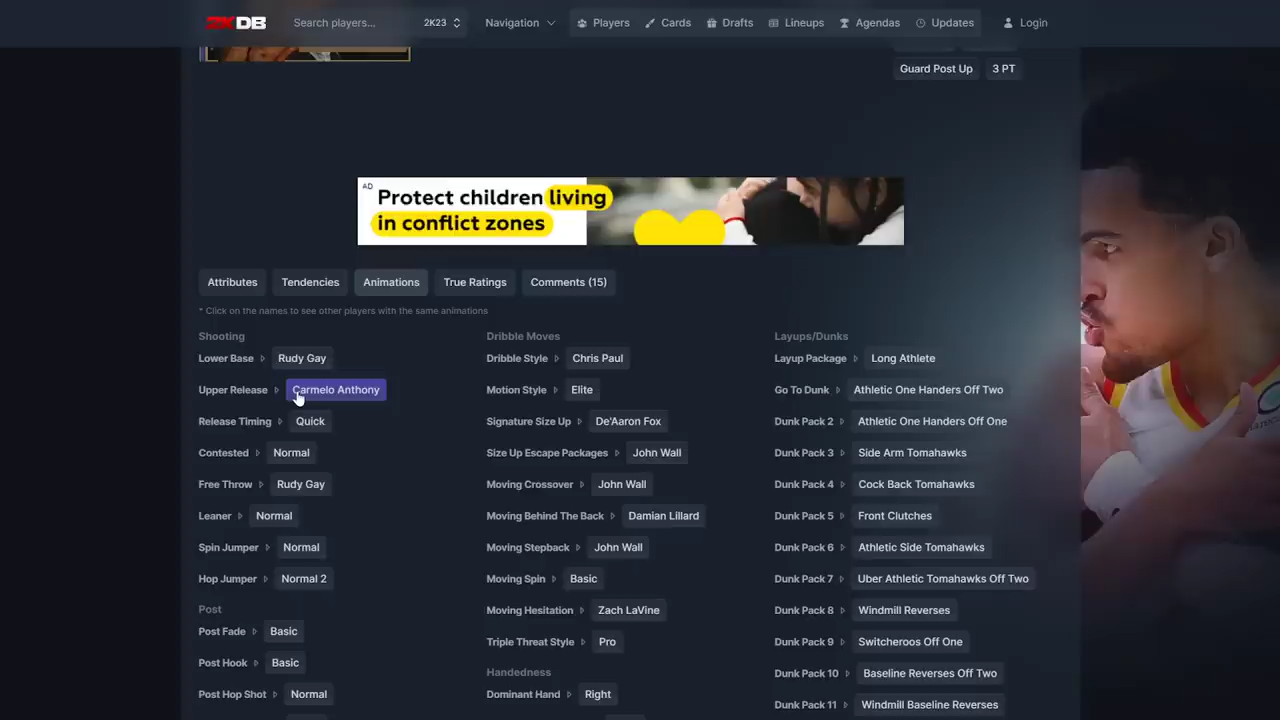 2KDB
Search players...
2K23
Navigation
Players
Cards
Drafts
Lineups
Agendas
Updates
Login
Guard Post Up
3 PT
AD
Protect children living
in conflict zones
Attributes
Tendencies
Animations
True Ratings
Comments (15)
* Click on the names to see other players with the same animations
Shooting
Lower Base Rudy Gay
Upper Release Carmelo Anthony
Release Timing Quick
Contested Normal
Free Throw Rudy Gay
Leaner Normal
Spin Jumper Normal
Hop Jumper Normal 2
Post
Post Fade Basic
Post Hook Basic
Post Hop Shot Normal
Dribble Moves
Dribble Style Chris Paul
Motion Style Elite
Signature Size Up De'Aaron Fox
Size Up Escape Packages John Wall
Moving Crossover John Wall
Moving Behind The Back Damian Lillard
Moving Stepback John Wall
Moving Spin Basic
Moving Hesitation Zach LaVine
Triple Threat Style Pro
Handedness
Dominant Hand Right
Layups/Dunks
Layup Package Long Athlete
Go To Dunk Athletic One Handers Off Two
Dunk Pack 2 Athletic One Handers Off One
Dunk Pack 3 Side Arm Tomahawks
Dunk Pack 4 Cock Back Tomahawks
Dunk Pack 5 Front Clutches
Dunk Pack 6 Athletic Side Tomahawks
Dunk Pack 7 Uber Athletic Tomahawks Off Two
Dunk Pack 8 Windmill Reverses
Dunk Pack 9 Switcheroos Off One
Dunk Pack 10 Baseline Reverses Off Two
Dunk Pack 11 Windmill Baseline Reverses